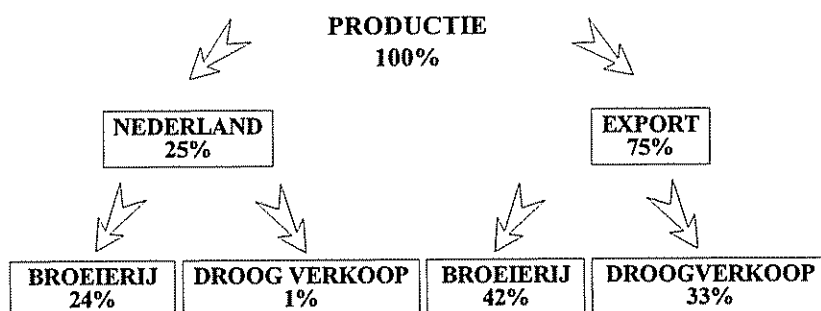 PRODUCTIE
100%
NEDERLAND
25%
EXPORT
75%
BROEIERIJ
24%
DROOG VERKOOP
1%
BROEIERIJ
42%
DROOGVERKOOP
33%